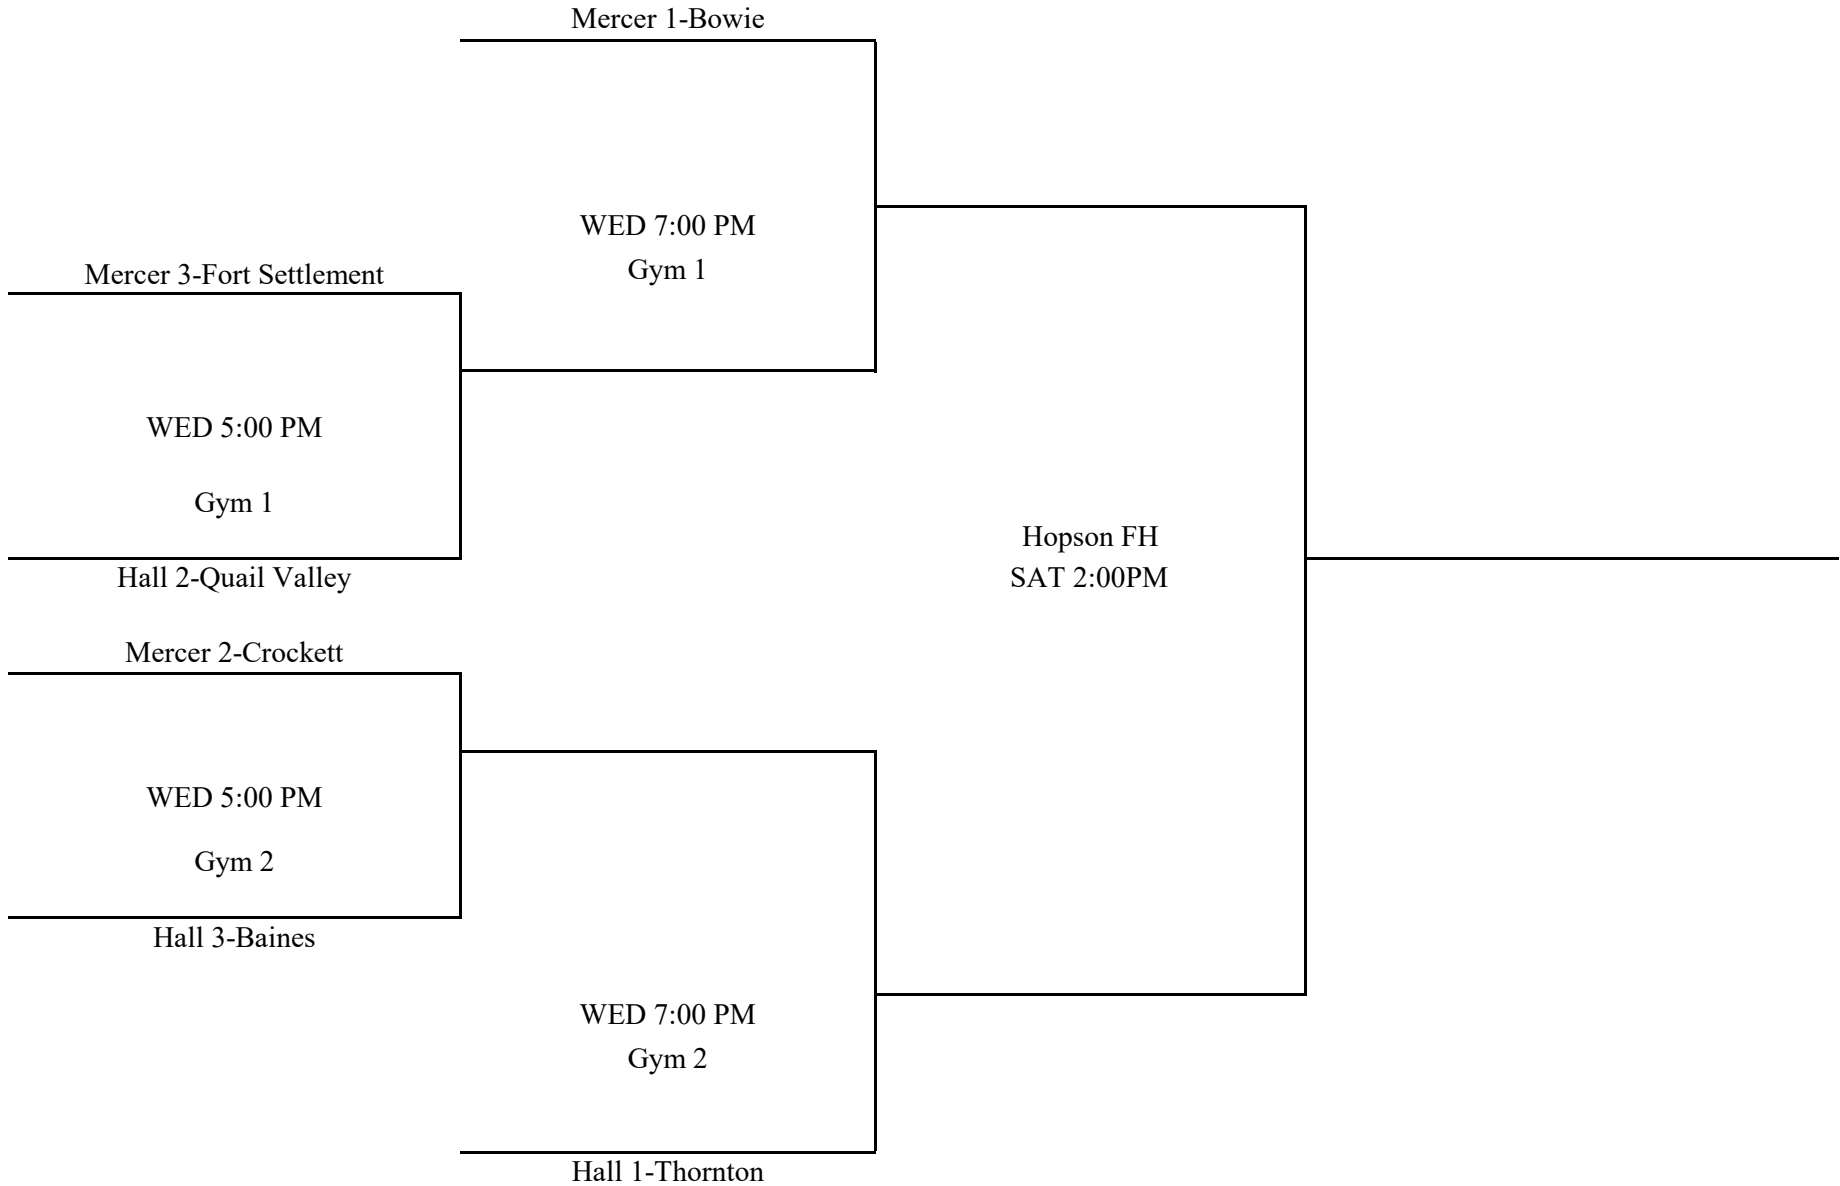 Mercer 1-Bowie
WED 7:00 PM
Gym 1
Mercer 3-Fort Settlement
WED 5:00 PM
Gym 1
Hall 2-Quail Valley
Hopson FH
SAT 2:00PM
Mercer 2-Crockett
WED 5:00 PM
Gym 2
Hall 3-Baines
WED 7:00 PM
Gym 2
Hall 1-Thornton